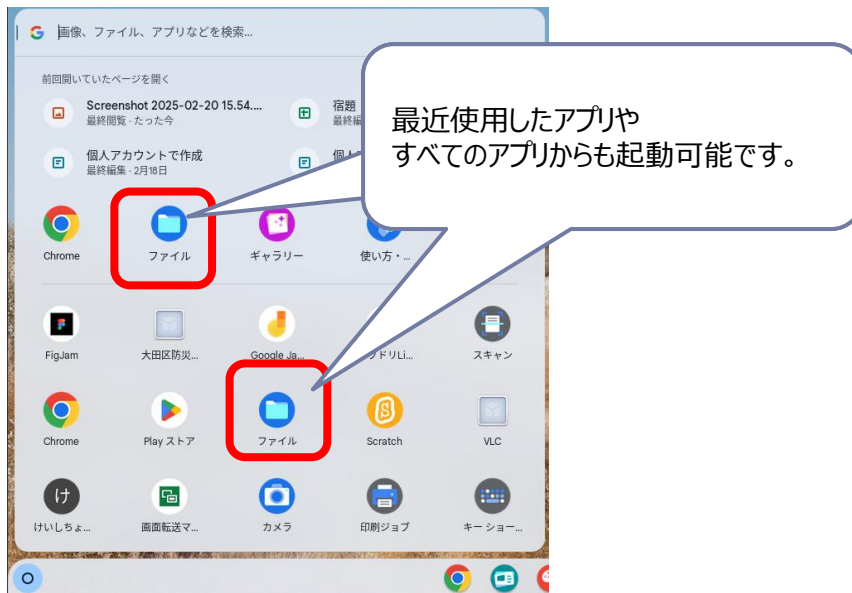 画像、ファイル、アプリなどを検索...
前回開いていたページを開く
Screenshot 2025-02-20 15.54....
最終閲覧・たった今
宿題
個人アカウントで作成
最終編集・2月18日
最近使用したアプリや
すべてのアプリからも起動可能です。
Chrome
ファイル
ギャラリー
使い方・...
FigJam
大田区防災...
Google Ja...
スキャン
Chrome
Play ストア
ファイル
Scratch
VLC
け
けいしちょ...
画面転送マ...
カメラ
印刷ジョブ
キー ショー...